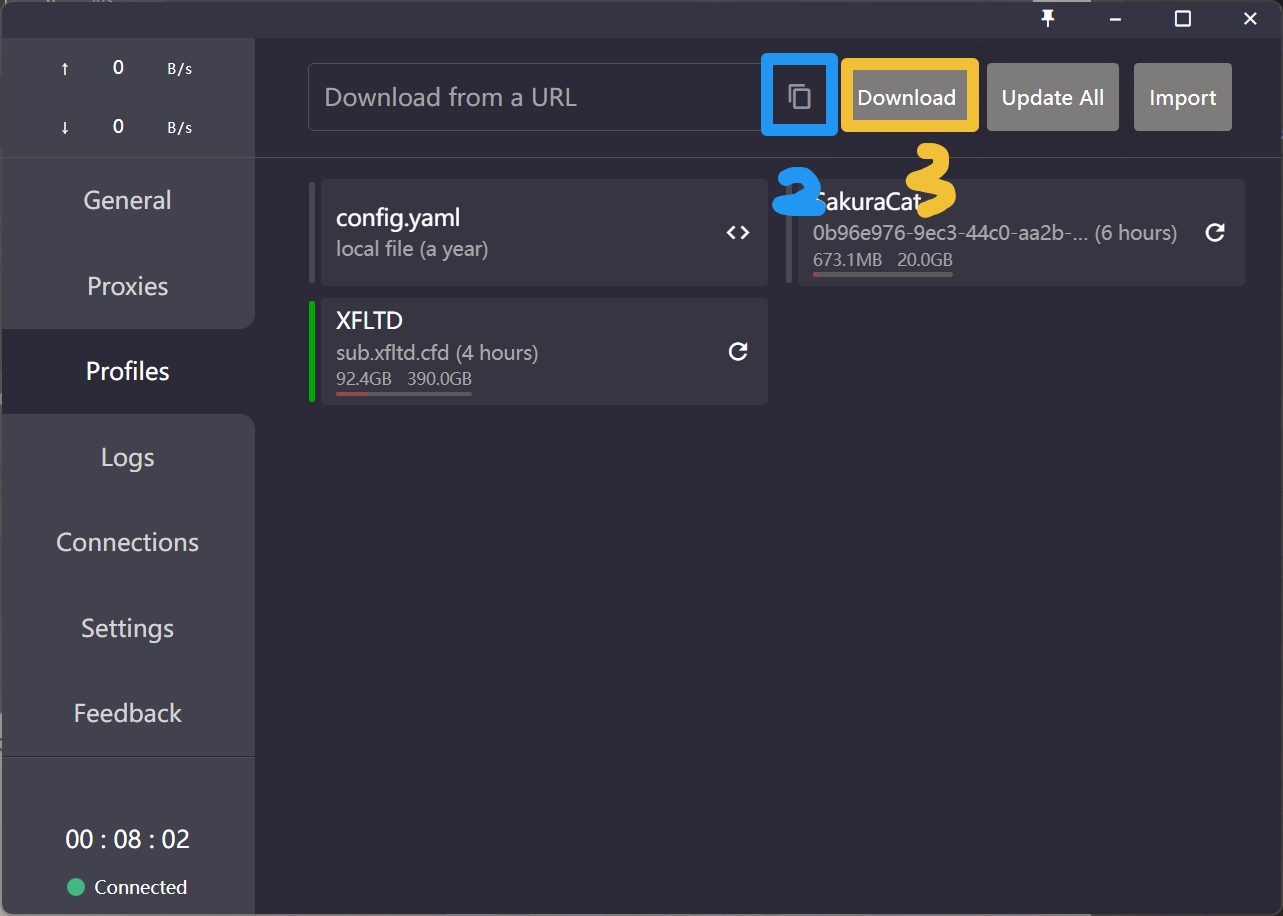 ↑ 0 B/s
↓ 0 B/s
General
Proxies
Profiles
Logs
Connections
Settings
Feedback
00 : 08 : 02
Connected
Download from a URL
Download
Update All
Import
2
3
config.yaml
local file (a year)
SakuraCat
0b96e976-9ec3-44c0-aa2b-... (6 hours)
673.1MB 20.0GB
XFLTD
sub.xfltd.cfd (4 hours)
92.4GB 390.0GB